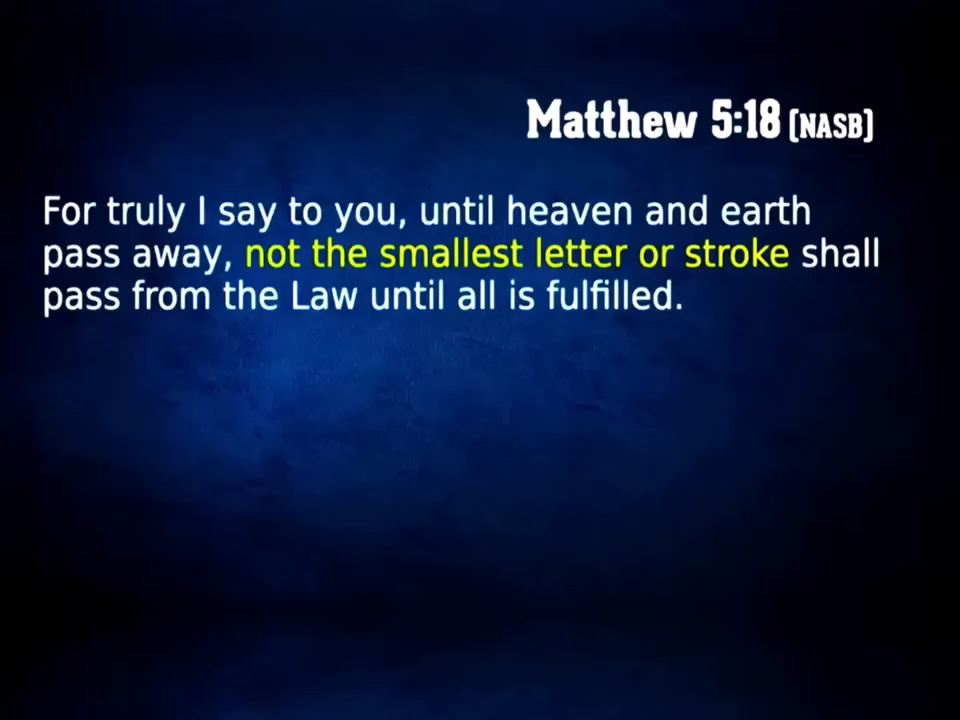 Matthew 5:18 (NASB)
For truly I say to you, until heaven and earth
pass away, not the smallest letter or stroke shall
pass from the Law until all is fulfilled.